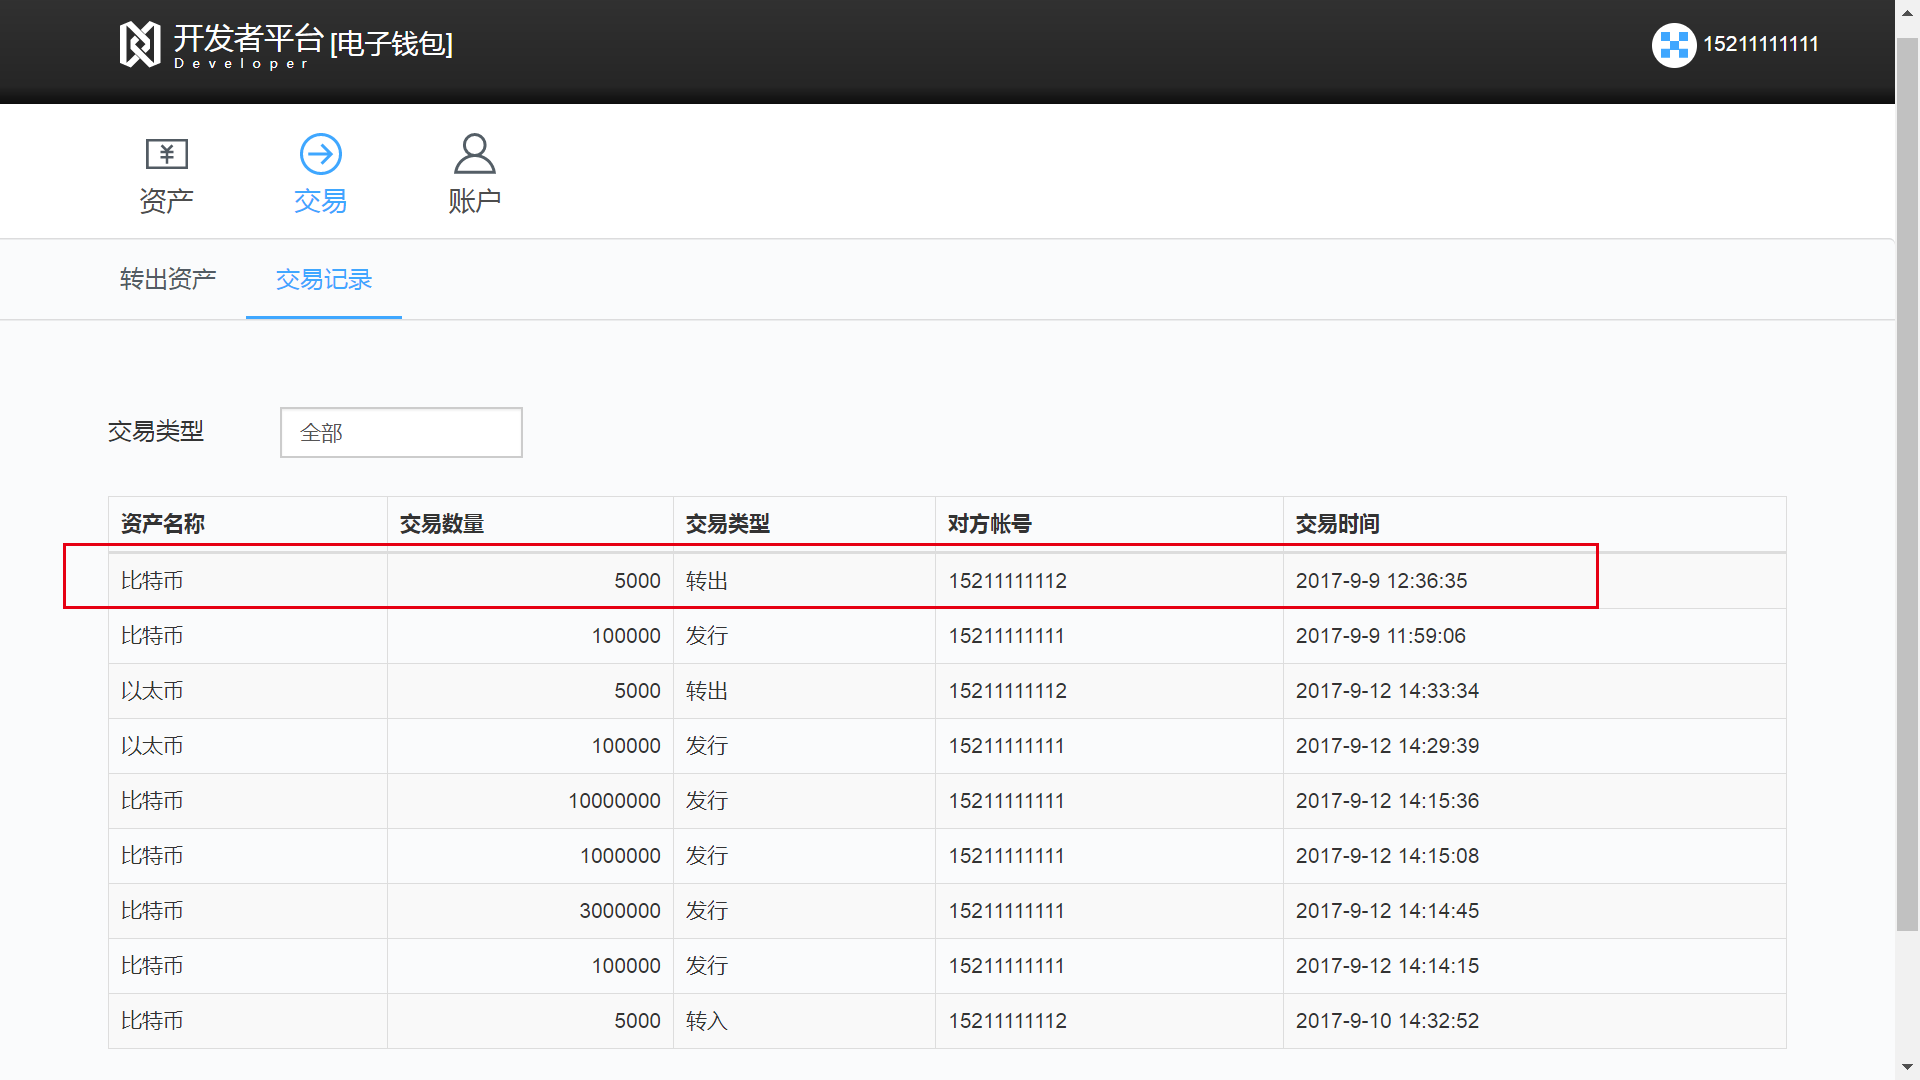 开发者平台 [电子钱包]
Developer
15211111111
资产 交易 账户
转出资产 交易记录
交易类型 全部
资产名称 交易数量 交易类型 对方帐号 交易时间
比特币 5000 转出 15211111112 2017-9-9 12:36:35
比特币 100000 发行 15211111111 2017-9-9 11:59:06
以太币 5000 转出 15211111112 2017-9-12 14:33:34
以太币 100000 发行 15211111111 2017-9-12 14:29:39
比特币 10000000 发行 15211111111 2017-9-12 14:15:36
比特币 1000000 发行 15211111111 2017-9-12 14:15:08
比特币 3000000 发行 15211111111 2017-9-12 14:14:45
比特币 100000 发行 15211111111 2017-9-12 14:14:15
比特币 5000 转入 15211111112 2017-9-10 14:32:52